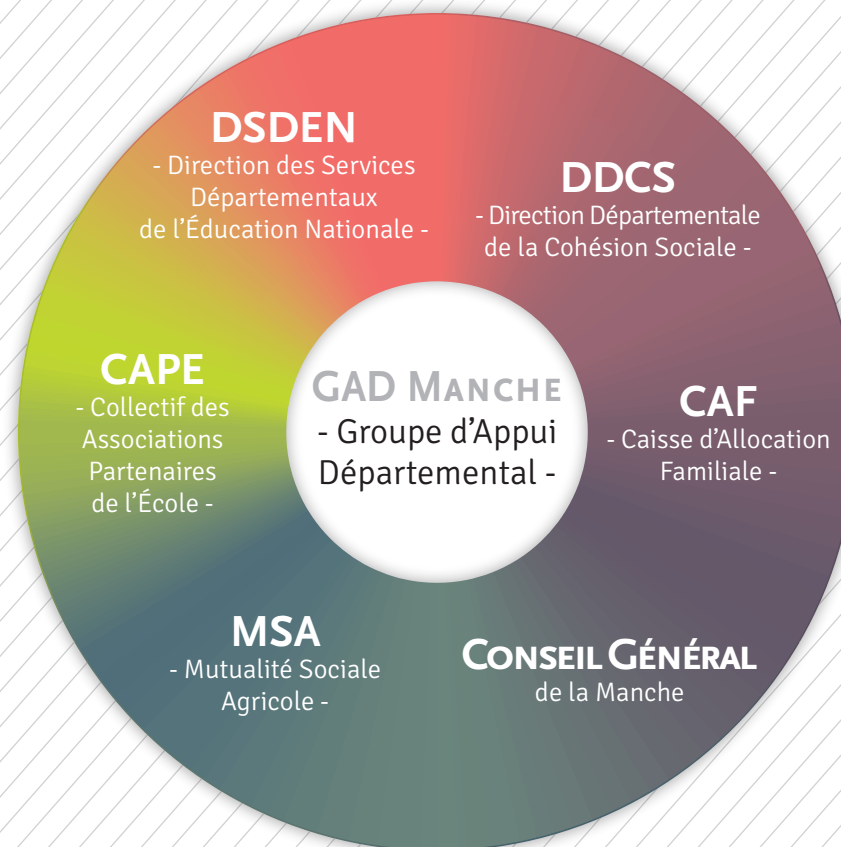 DSDEN
- Direction des Services
Départementaux
de l'Éducation Nationale -
DDCS
- Direction Départementale
de la Cohésion Sociale -
CAPE
- Collectif des
Associations
Partenaires
de l'École -
GAD MANCHE
- Groupe d'Appui
Départemental -
CAF
- Caisse d'Allocation
Familiale -
MSA
- Mutualité Sociale
Agricole -
CONSEIL GÉNÉRAL
de la Manche